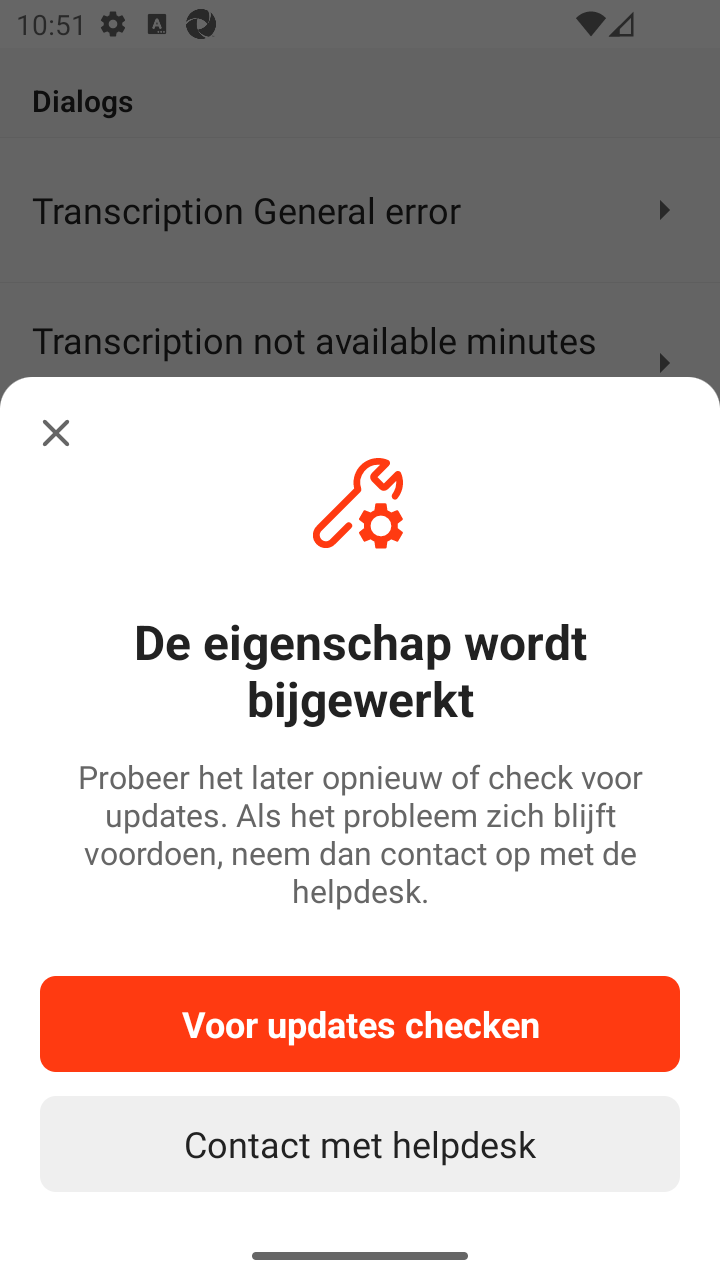 10:51
Dialogs
Transcription General error
Transcription not available minutes
De eigenschap wordt
bijgewerkt
Probeer het later opnieuw of check voor
updates. Als het probleem zich blijft
voordoen, neem dan contact op met de
helpdesk.
Voor updates checken
Contact met helpdesk